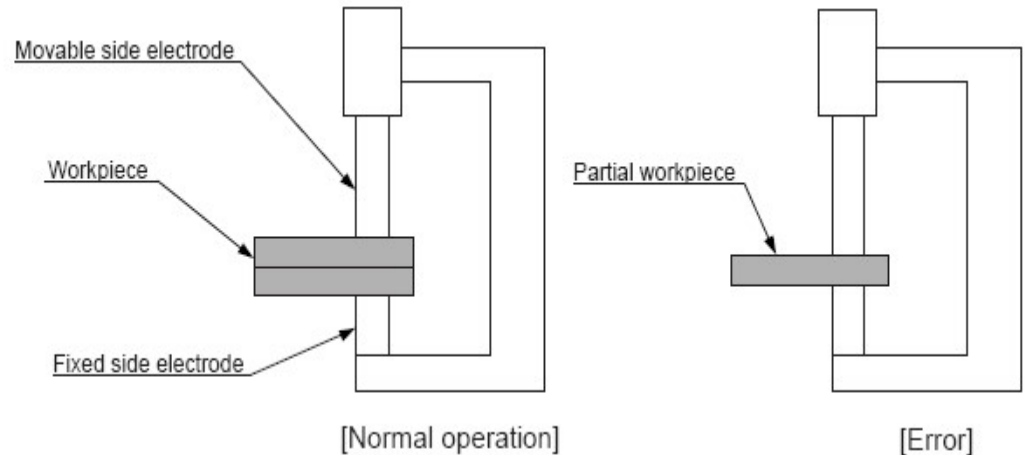 Movable side electrode
Workpiece
Partial workpiece
Fixed side electrode
[Normal operation]
[Error]